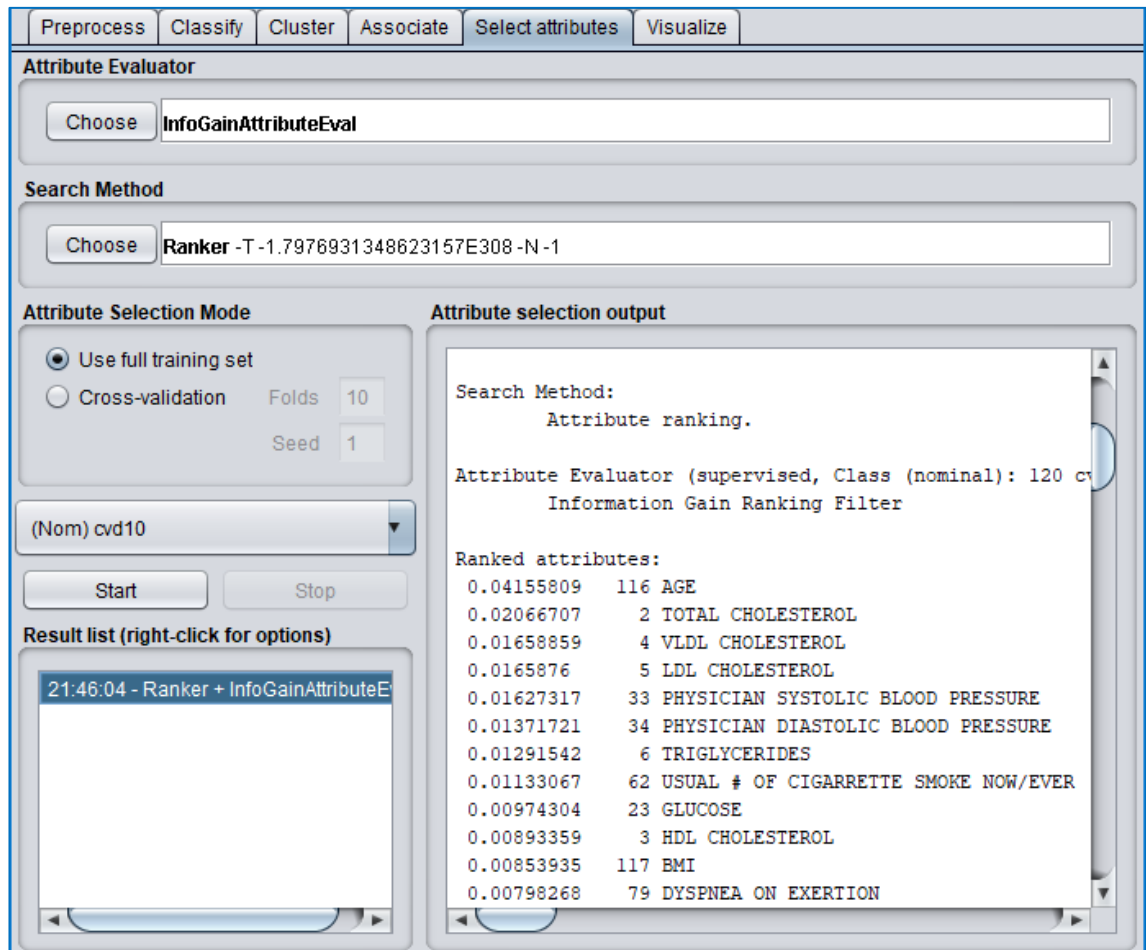 Preprocess Classify Cluster Associate Select attributes Visualize
Attribute Evaluator
Choose InfoGainAttributeEval
Search Method
Choose Ranker -T -1.7976931348623157E308 -N -1
Attribute Selection Mode
Use full training set
Cross-validation Folds 10
Seed 1
(Nom) cvd10
Start Stop
Result list (right-click for options)
21:46:04 - Ranker + InfoGainAttributeEv
Attribute selection output
Search Method:
Attribute ranking.
Attribute Evaluator (supervised, Class (nominal): 120 cv
Information Gain Ranking Filter
Ranked attributes:
0.04155809 116 AGE
0.02066707 2 TOTAL CHOLESTEROL
0.01658859 4 VLDL CHOLESTEROL
0.0165876 5 LDL CHOLESTEROL
0.01627317 33 PHYSICIAN SYSTOLIC BLOOD PRESSURE
0.01371721 34 PHYSICIAN DIASTOLIC BLOOD PRESSURE
0.01291542 6 TRIGLYCERIDES
0.01133067 62 USUAL # OF CIGARRETTE SMOKE NOW/EVER
0.00974304 23 GLUCOSE
0.00893359 3 HDL CHOLESTEROL
0.00853935 117 BMI
0.00798268 79 DYSPNEA ON EXERTION